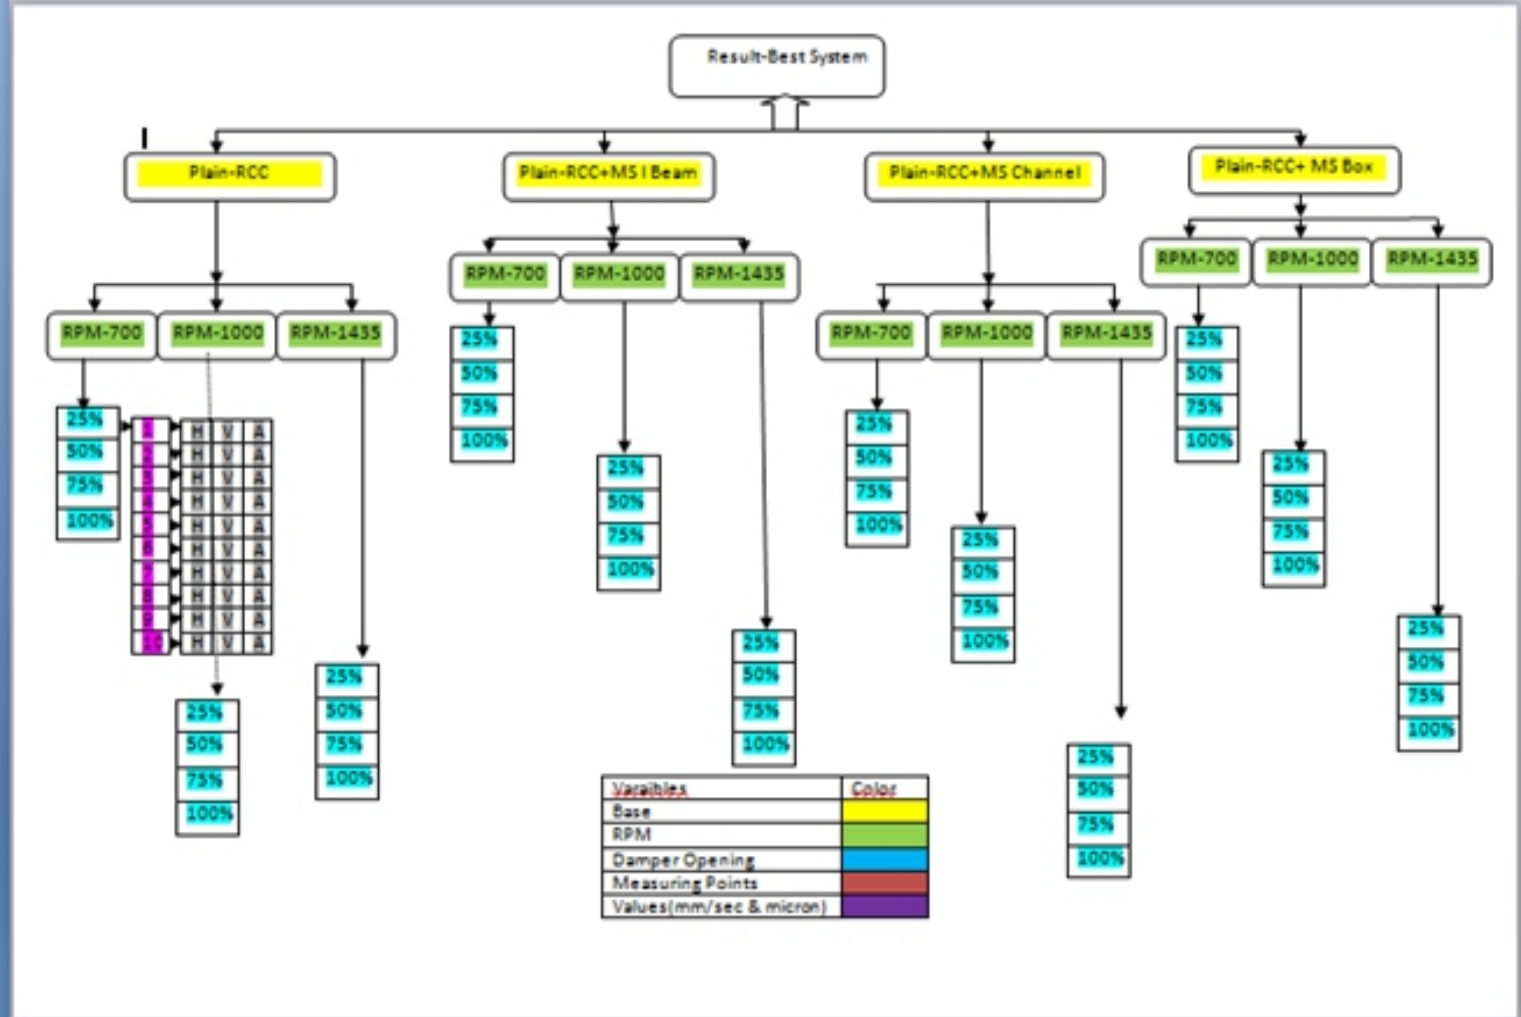 Result-Best System
Plain-RCC
Plain-RCC+MS I Beam
Plain-RCC+MS Channel
Plain-RCC+ MS Box
RPM-700
RPM-1000
RPM-1435
25%
50%
75%
100%
1 H V A
2 H V A
3 H V A
4 H V A
5 H V A
6 H V A
7 H V A
8 H V A
9 H V A
10 H V A
25%
50%
75%
100%
25%
50%
75%
100%
RPM-700
RPM-1000
RPM-1435
25%
50%
75%
100%
25%
50%
75%
100%
25%
50%
75%
100%
RPM-700
RPM-1000
RPM-1435
25%
50%
75%
100%
25%
50%
75%
100%
25%
50%
75%
100%
RPM-700
RPM-1000
RPM-1435
25%
50%
75%
100%
25%
50%
75%
100%
25%
50%
75%
100%
Varaibles Color
Base
RPM
Damper Opening
Measuring Points
Values(mm/sec & micron)